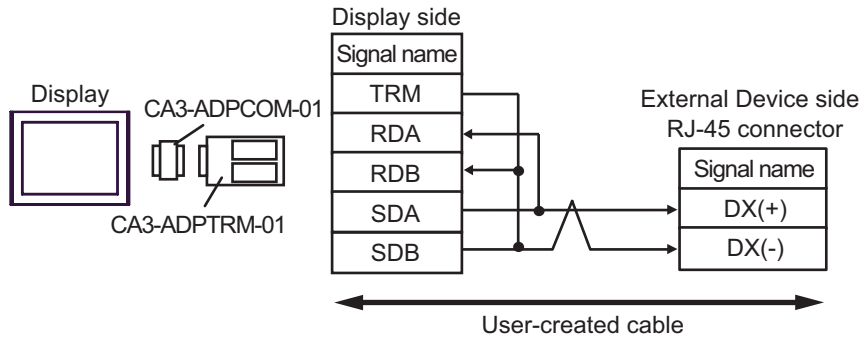 Display side
Signal name
TRM
RDA
RDB
SDA
SDB
Display
CA3-ADPCOM-01
CA3-ADPTRM-01
External Device side
RJ-45 connector
Signal name
DX(+)
DX(-)
User-created cable